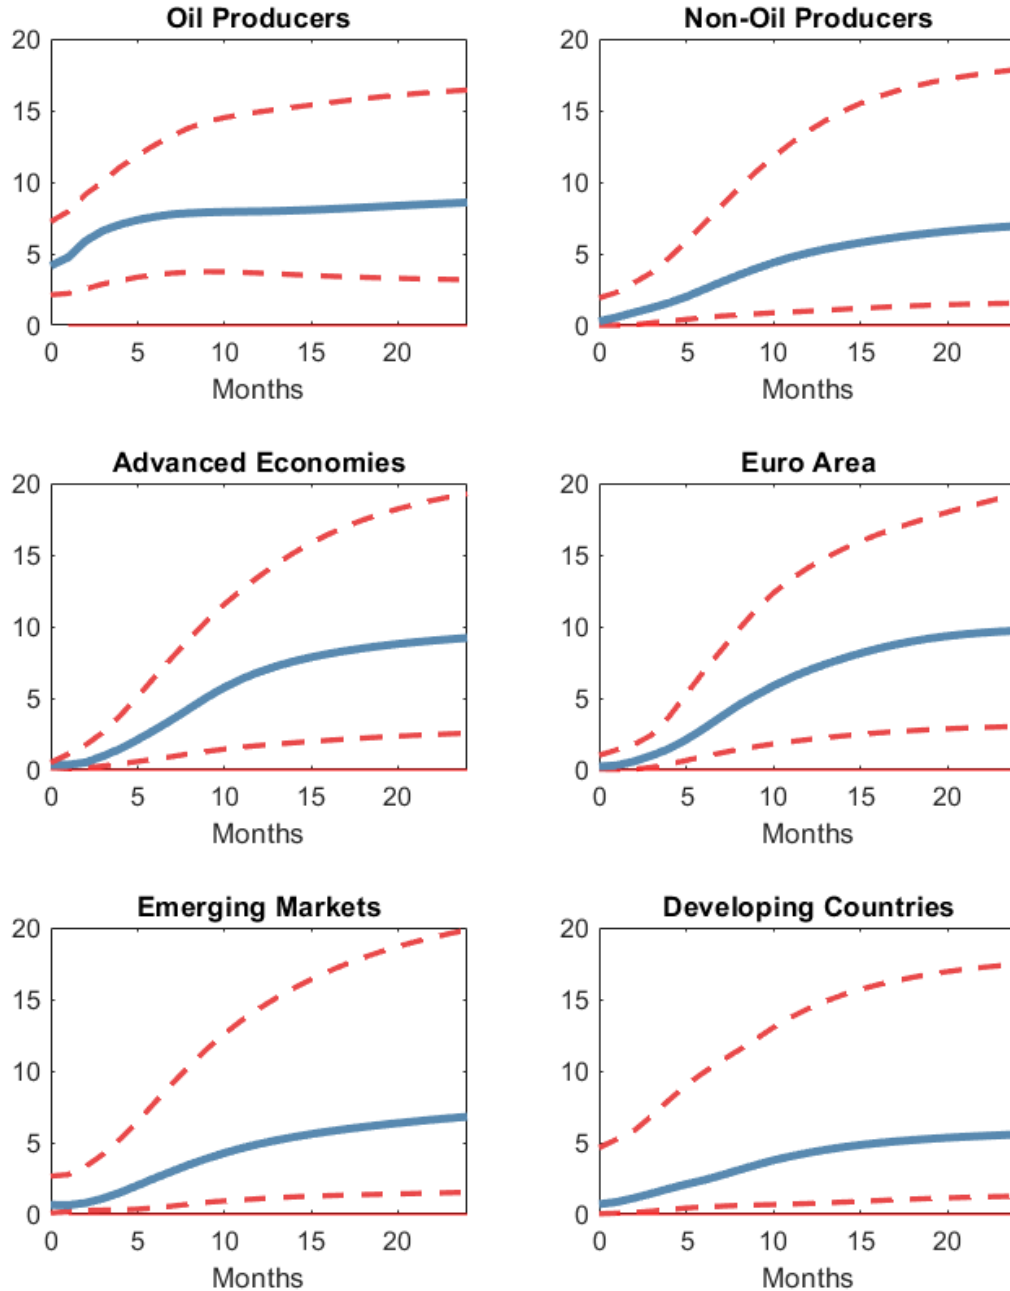 Oil Producers
20
15
10
5
0
0 5 10 15 20
Months
Non-Oil Producers
20
15
10
5
0
0 5 10 15 20
Months
Advanced Economies
20
15
10
5
0
0 5 10 15 20
Months
Euro Area
20
15
10
5
0
0 5 10 15 20
Months
Emerging Markets
20
15
10
5
0
0 5 10 15 20
Months
Developing Countries
20
15
10
5
0
0 5 10 15 20
Months